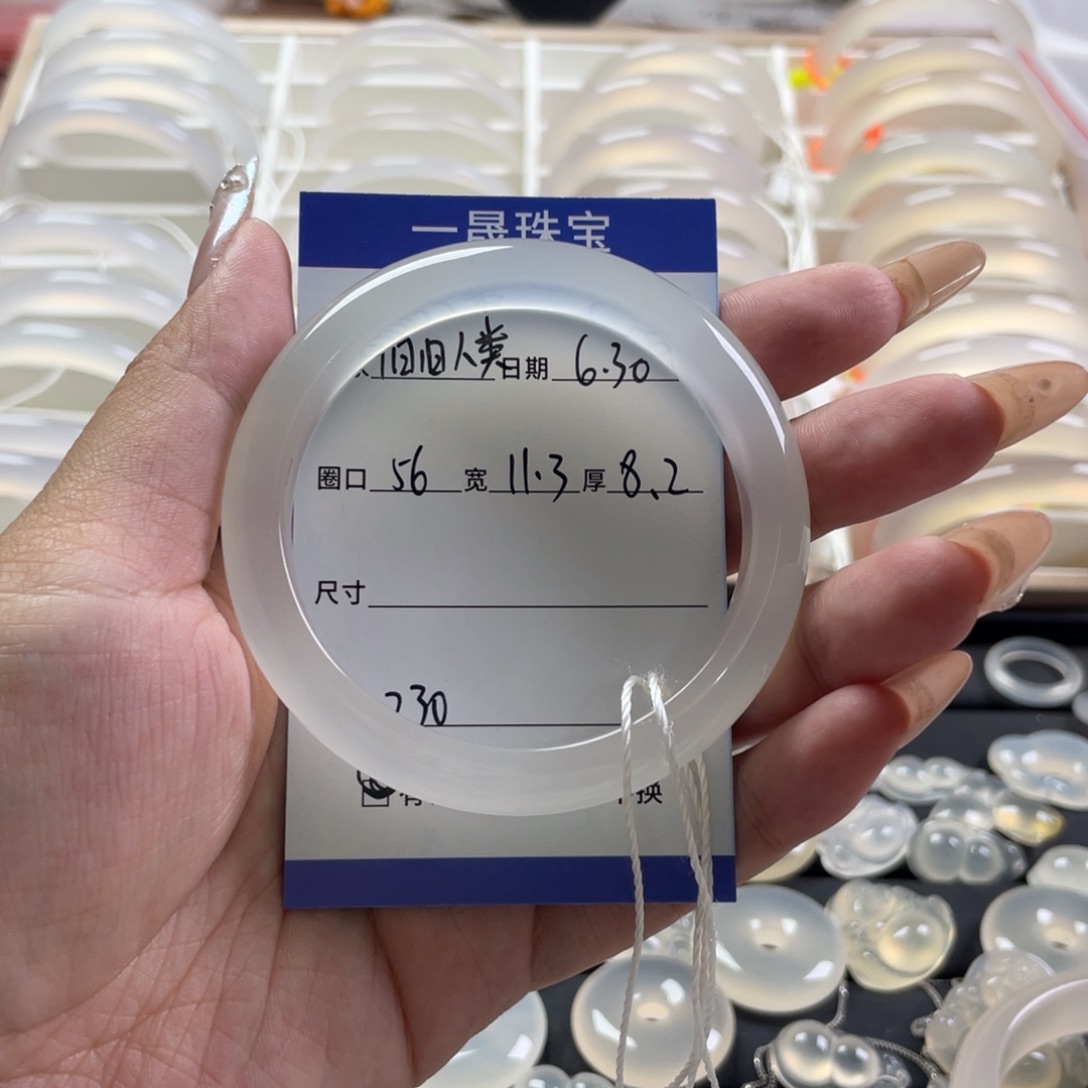 一晟珠宝
旧旧人类 日期 6.30
圈口 56 宽 11.3 厚 8.2
尺寸
230
换